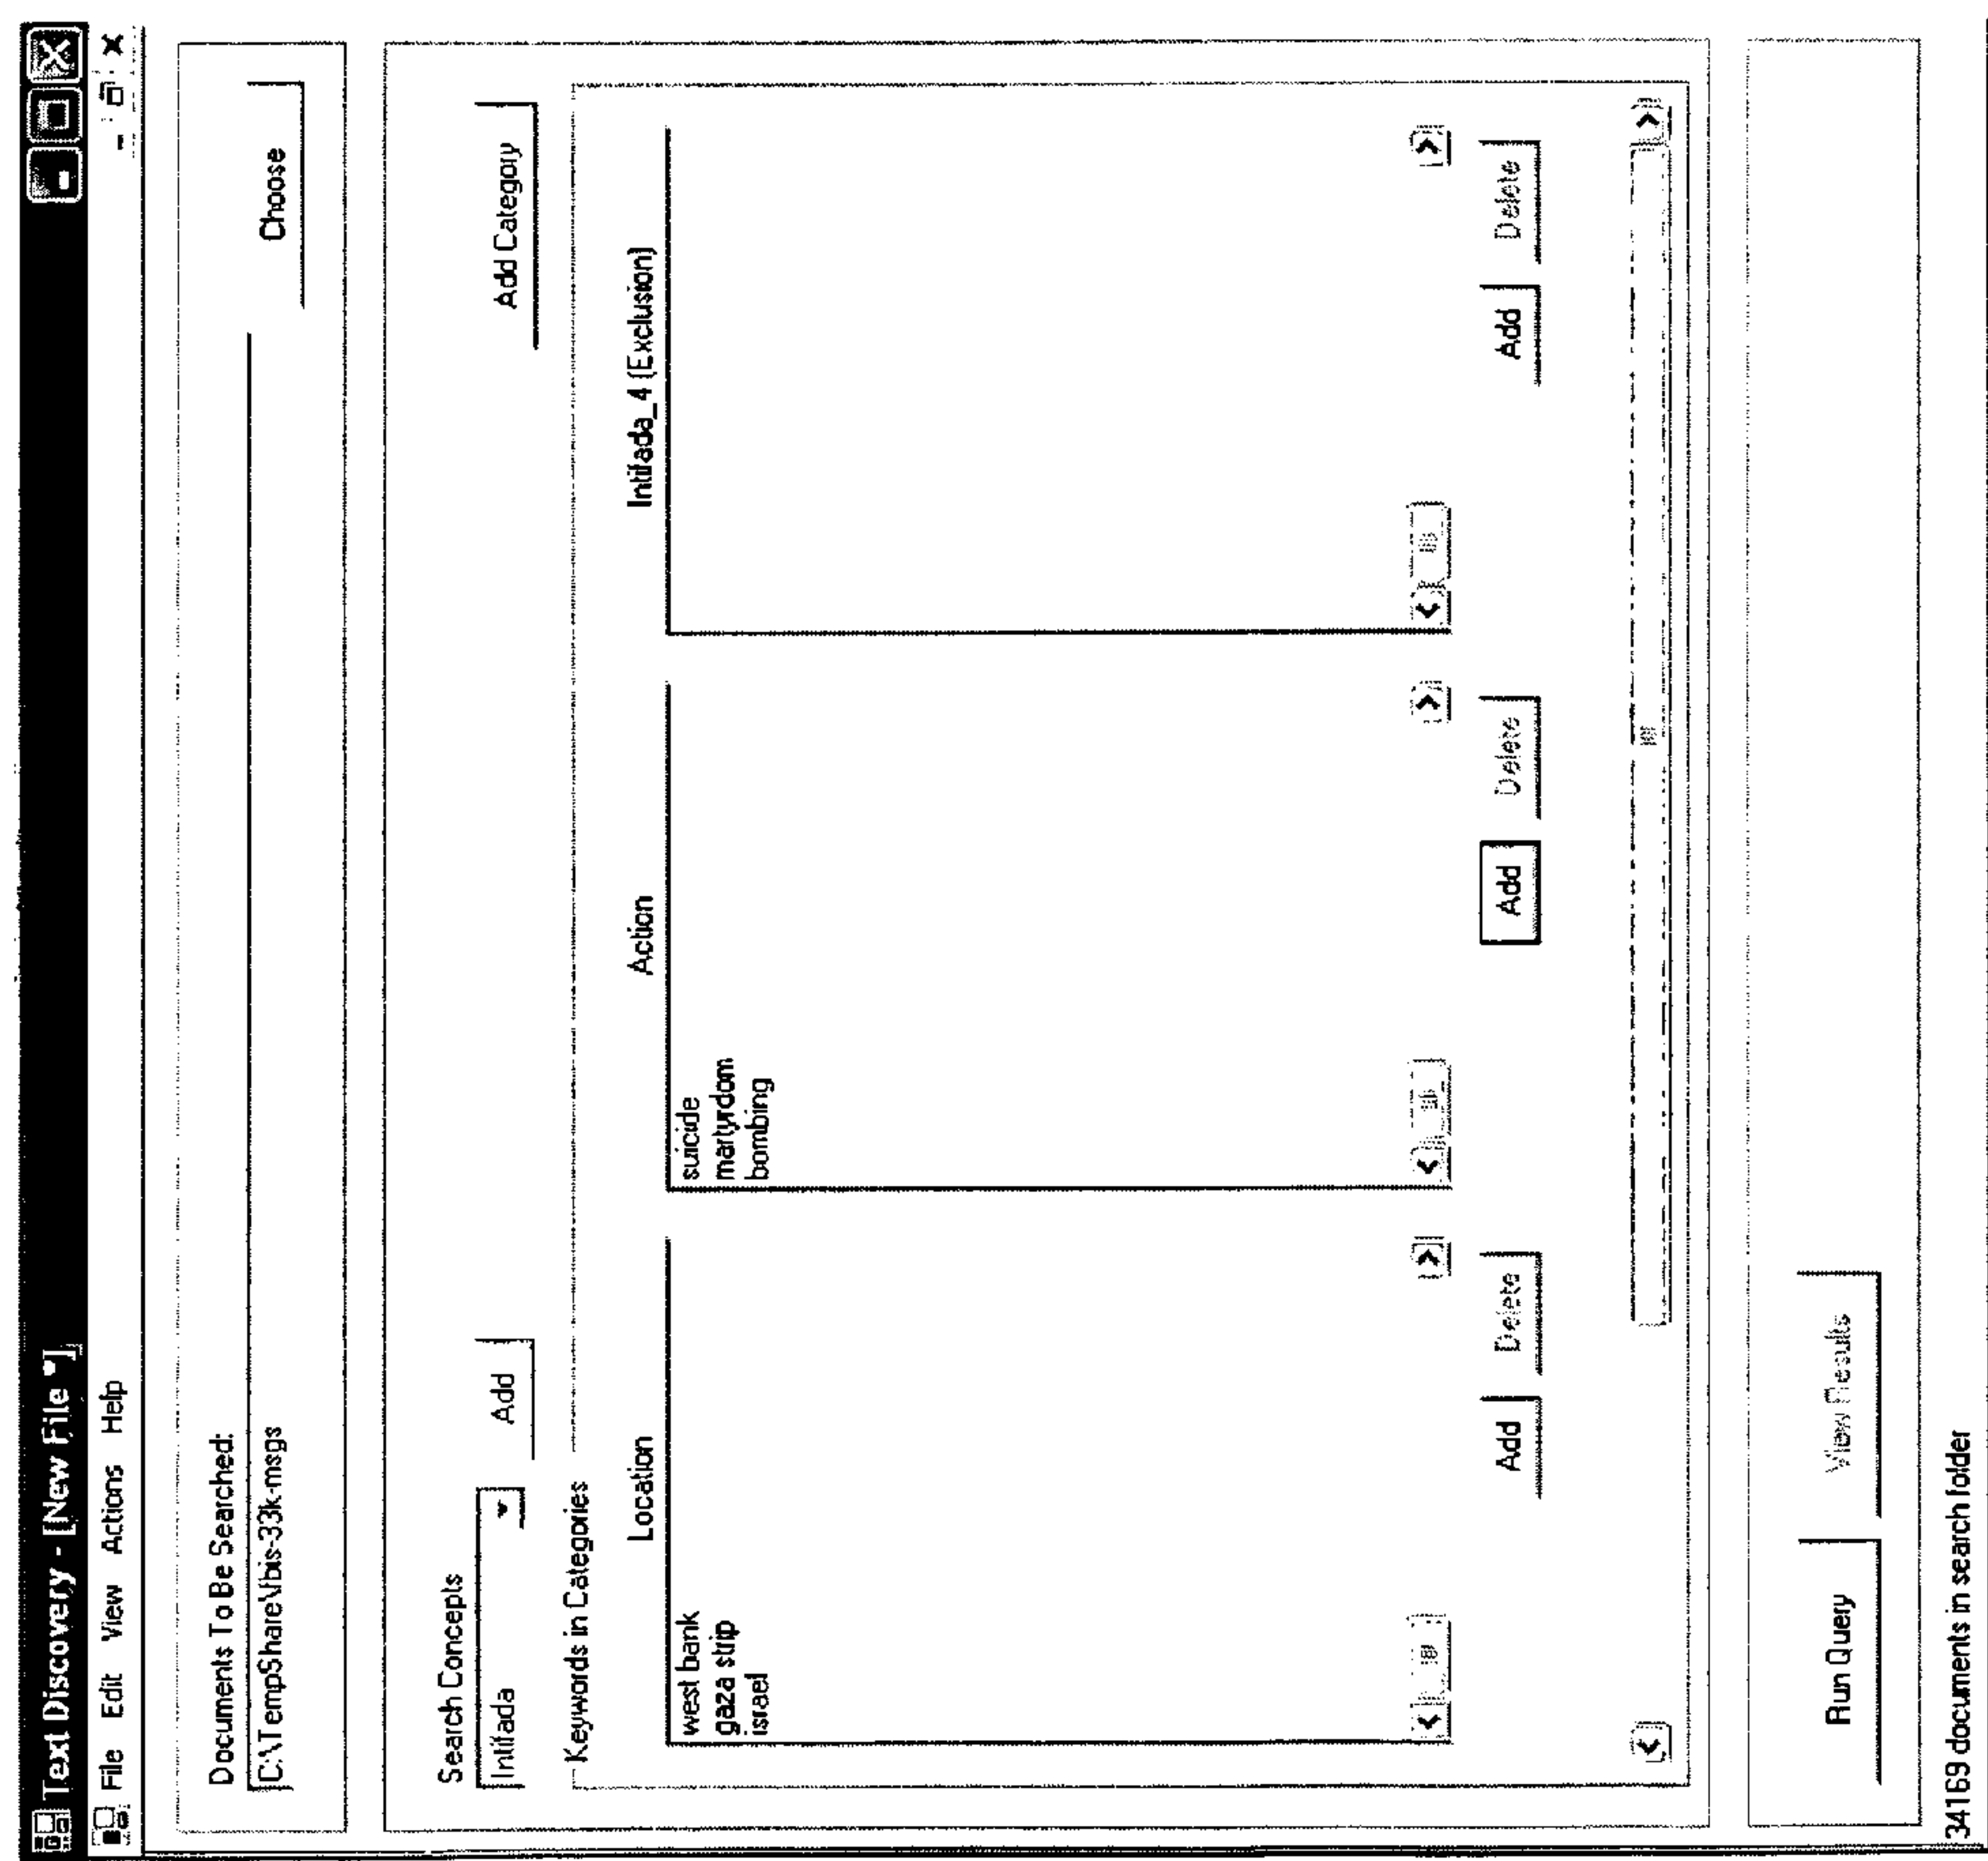 Text Discovery - [New File *]
File Edit View Actions Help
Documents To Be Searched:
C:\TempShare\fbis-33k-msgs Choose
Search Concepts
Intifada Add Add Category
Keywords in Categories
Location Action Intifada_4 (Exclusion)
west bank suicide
gaza strip martyrdom
israel bombing
Add Delete Add Delete Add Delete
Run Query View Results
34169 documents in search folder